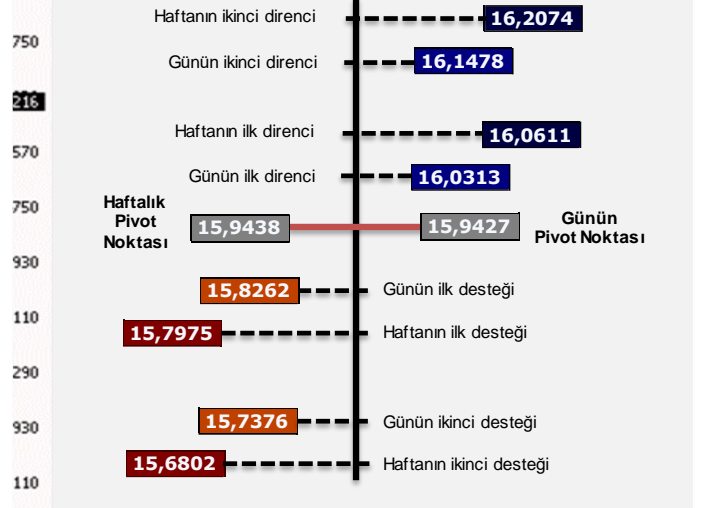 Haftanın ikinci direnci 16,2074
750
Günün ikinci direnci 16,1478
216
Haftanın ilk direnci 16,0611
570
Günün ilk direnci 16,0313
750
Haftalık
Pivot
Noktası
15,9438
15,9427
Günün
Pivot Noktası
930
15,8262 Günün ilk desteği
110
15,7975 Haftanın ilk desteği
290
15,7376 Günün ikinci desteği
930
15,6802 Haftanın ikinci desteği
110